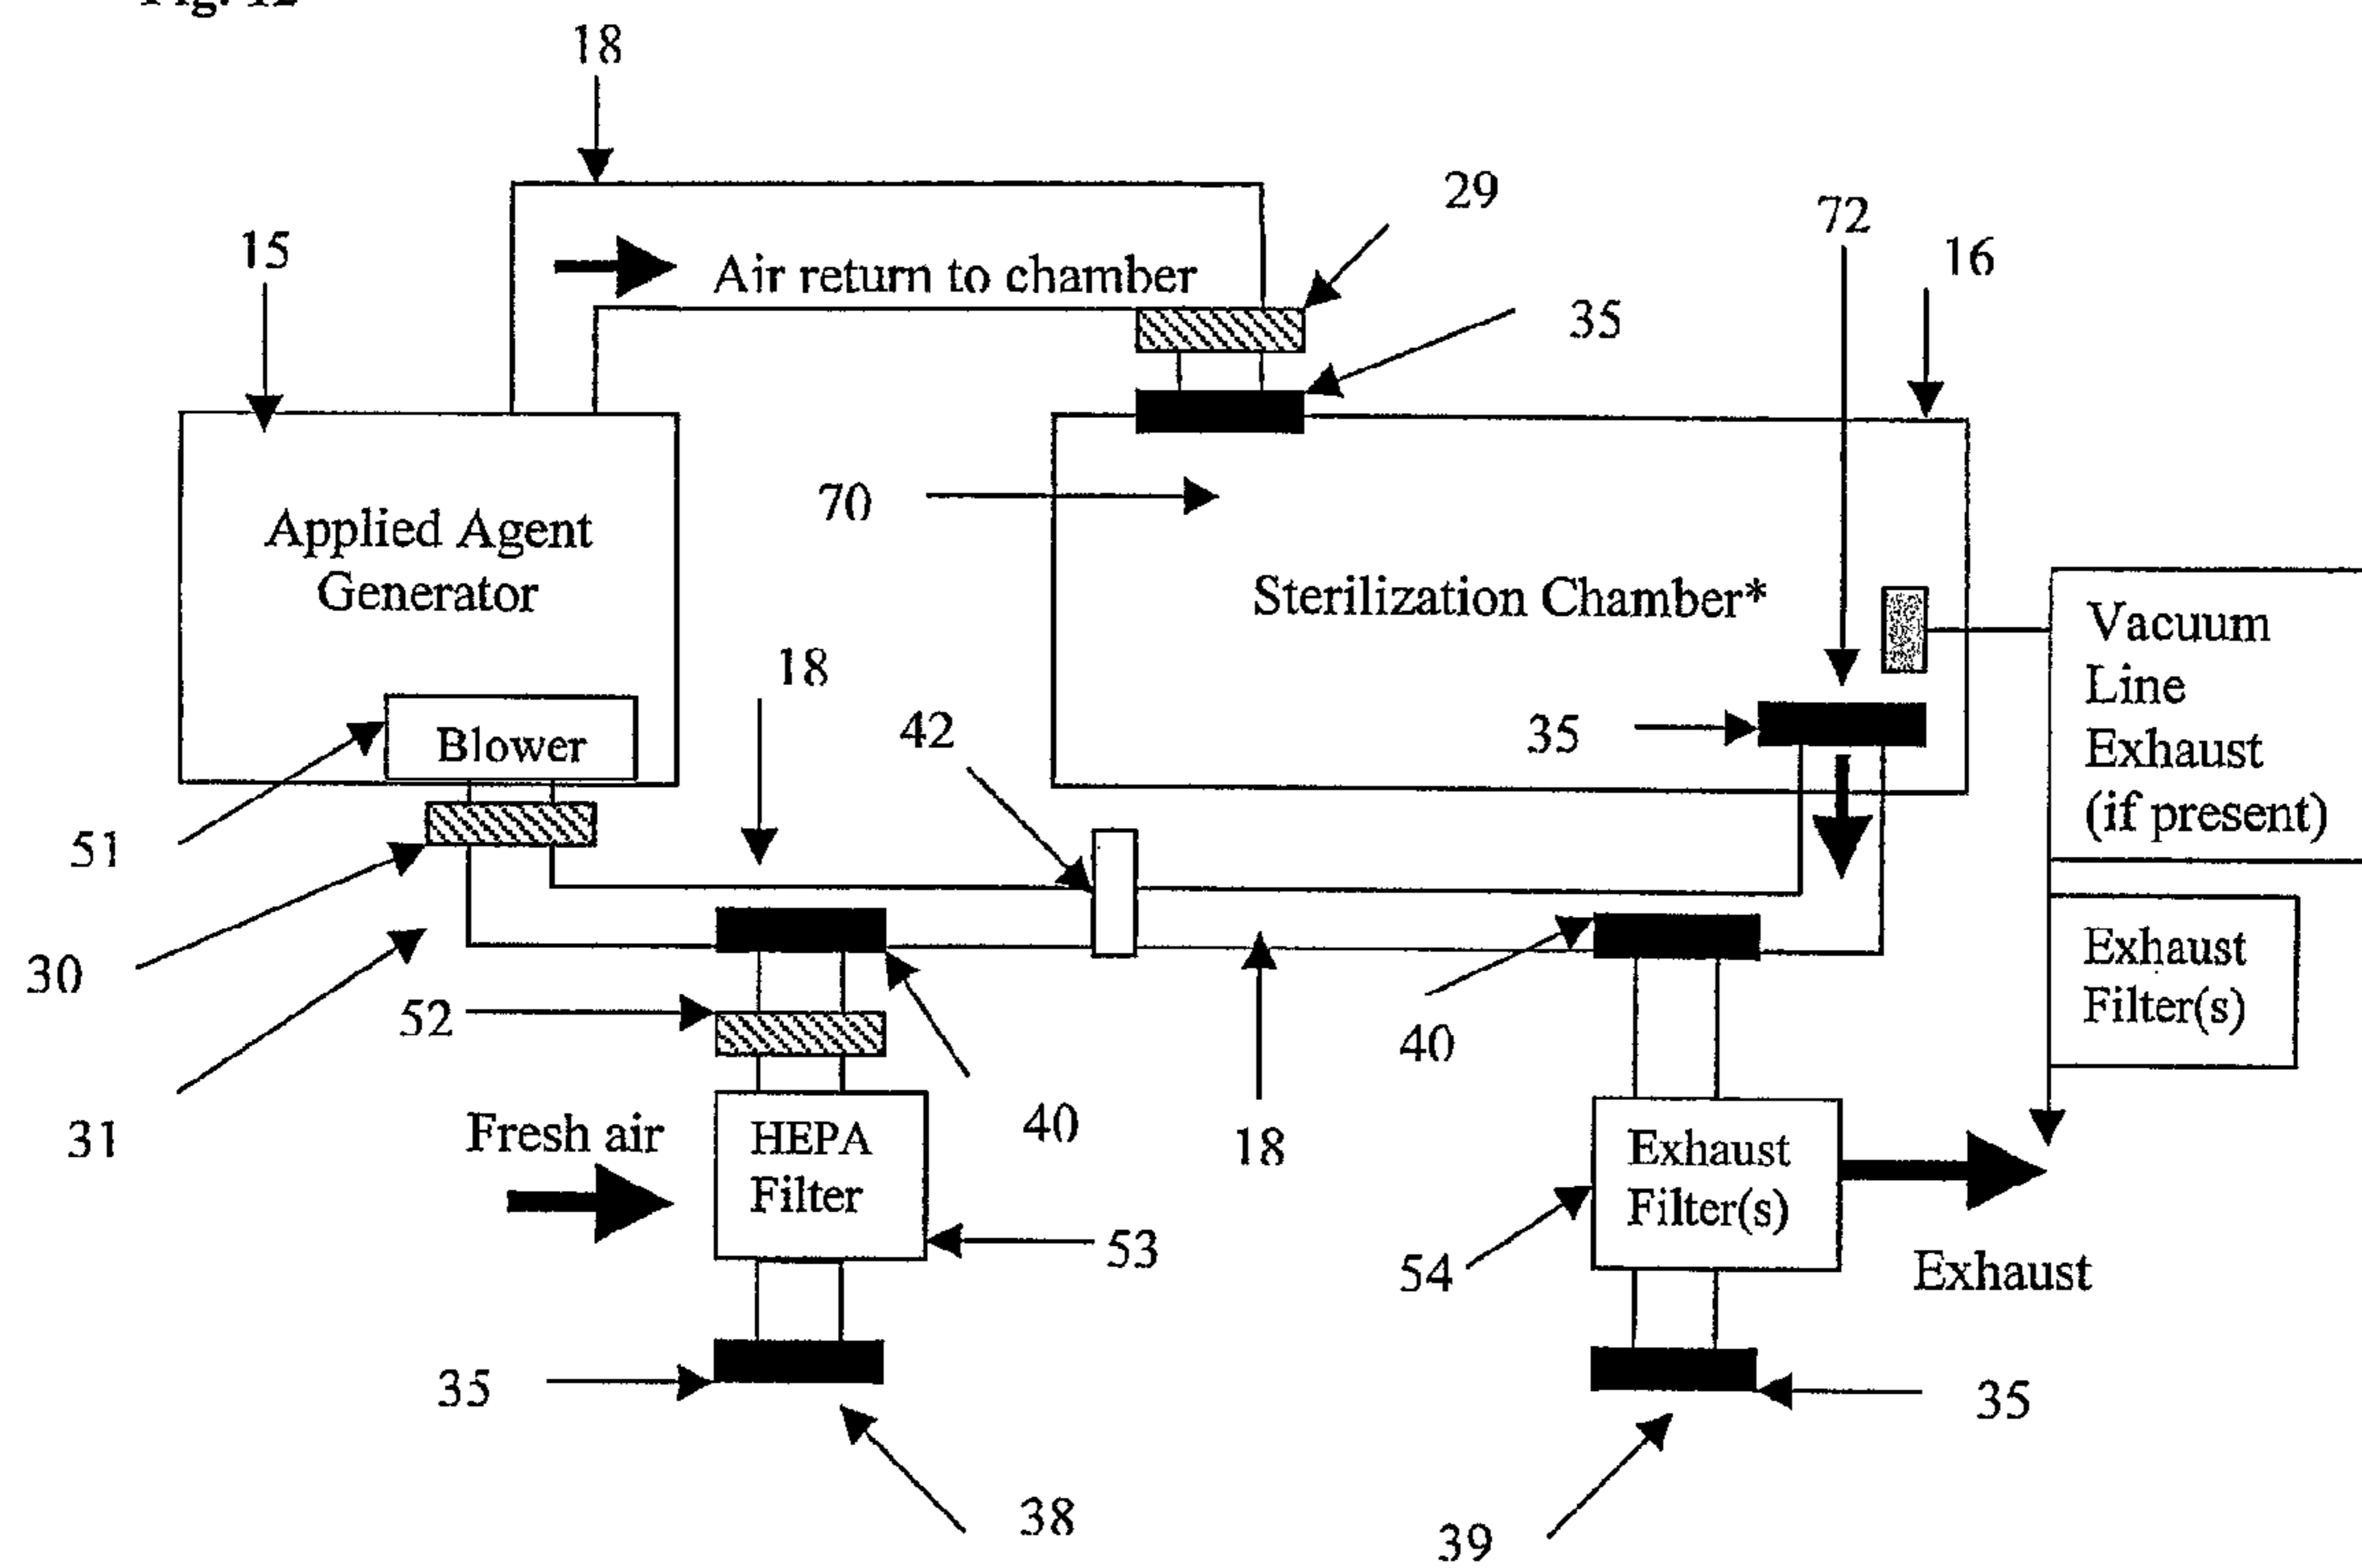 Fig. 12
18
29
72
15
16
Air return to chamber
35
70
Applied Agent
Generator
Sterilization Chamber*
Vacuum
Line
Exhaust
(if present)
18
42
35
Blower
51
30
Exhaust
Filter(s)
52
40
31
Fresh air
HEPA
Filter
40
18
Exhaust
Filter(s)
53
54
Exhaust
35
35
38
39